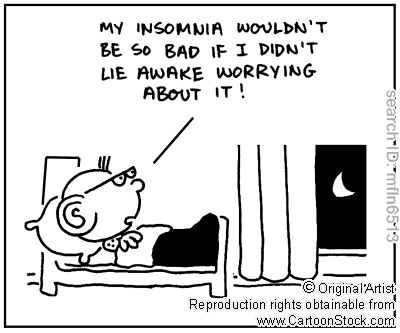 MY INSOMNIA WOULDN'T
BE SO BAD IF I DIDN'T
LIE AWAKE WORRYING
ABOUT IT!
search ID: mfln6513
© Original Artist
Reproduction rights obtainable from
www.CartoonStock.com